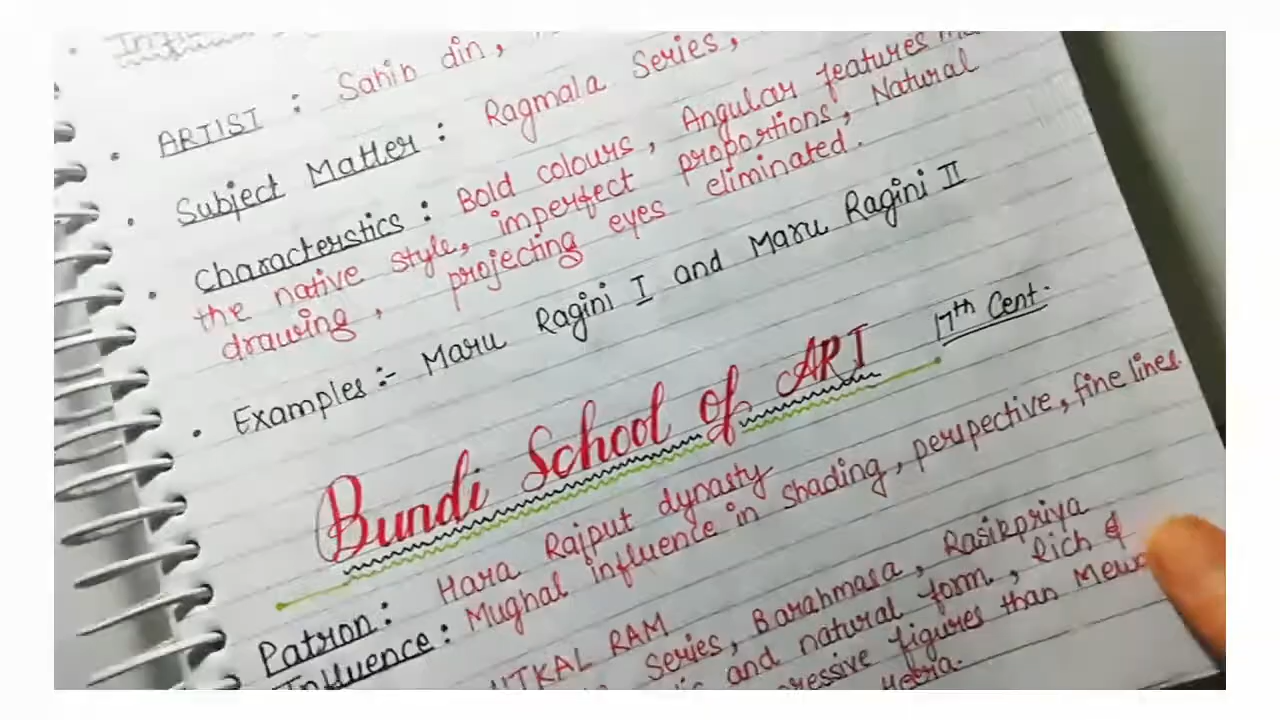 ARTIST : Sahib din,
Subject Matter : Ragmala Series,
Characterstics : Bold colours, Angular features
the native style, imperfect proportions, Natural
drawing, projecting eyes eliminated.
Examples :- Maru Ragini I and Maru Ragini II
Bundi School of ART 17th Cent.
Patron : Hara Rajput dynasty
Influence : Mughal influence in shading, perspective, fine lines.
RAM
Series, Barahmasa, Rasikpriya
and natural form, Rich &
figures than